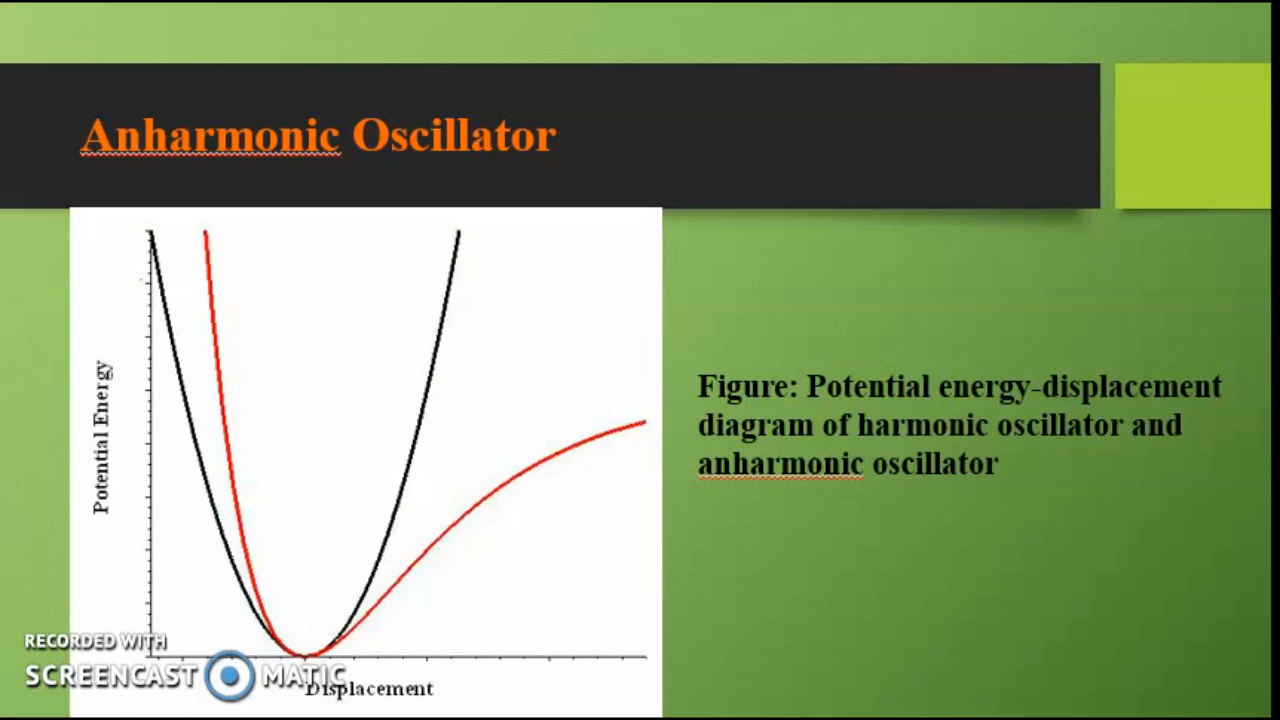 Anharmonic Oscillator
Potential Energy
Figure: Potential energy-displacement
diagram of harmonic oscillator and
anharmonic oscillator
RECORDED WITH
SCREENCAST MATIC
Displacement